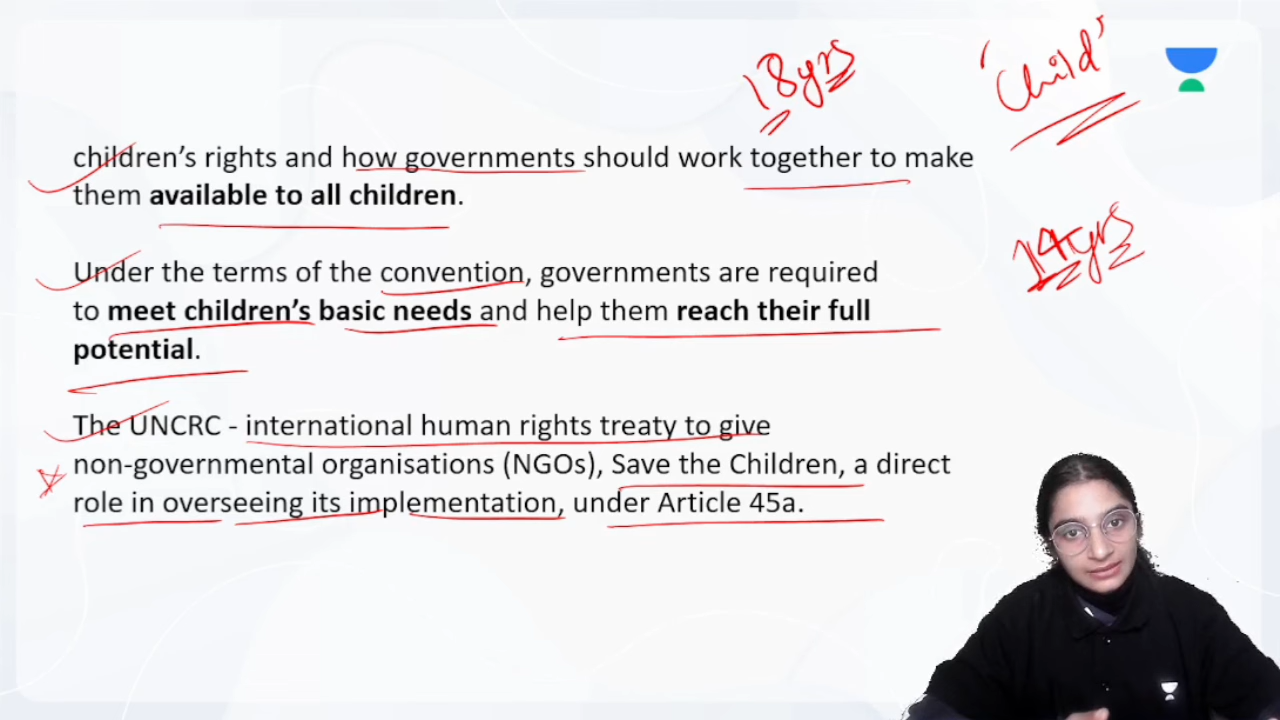 18yrs
'Child'
children's rights and how governments should work together to make
them available to all children.
14yrs
Under the terms of the convention, governments are required
to meet children's basic needs and help them reach their full
potential.
The UNCRC - international human rights treaty to give
non-governmental organisations (NGOs), Save the Children, a direct
role in overseeing its implementation, under Article 45a.